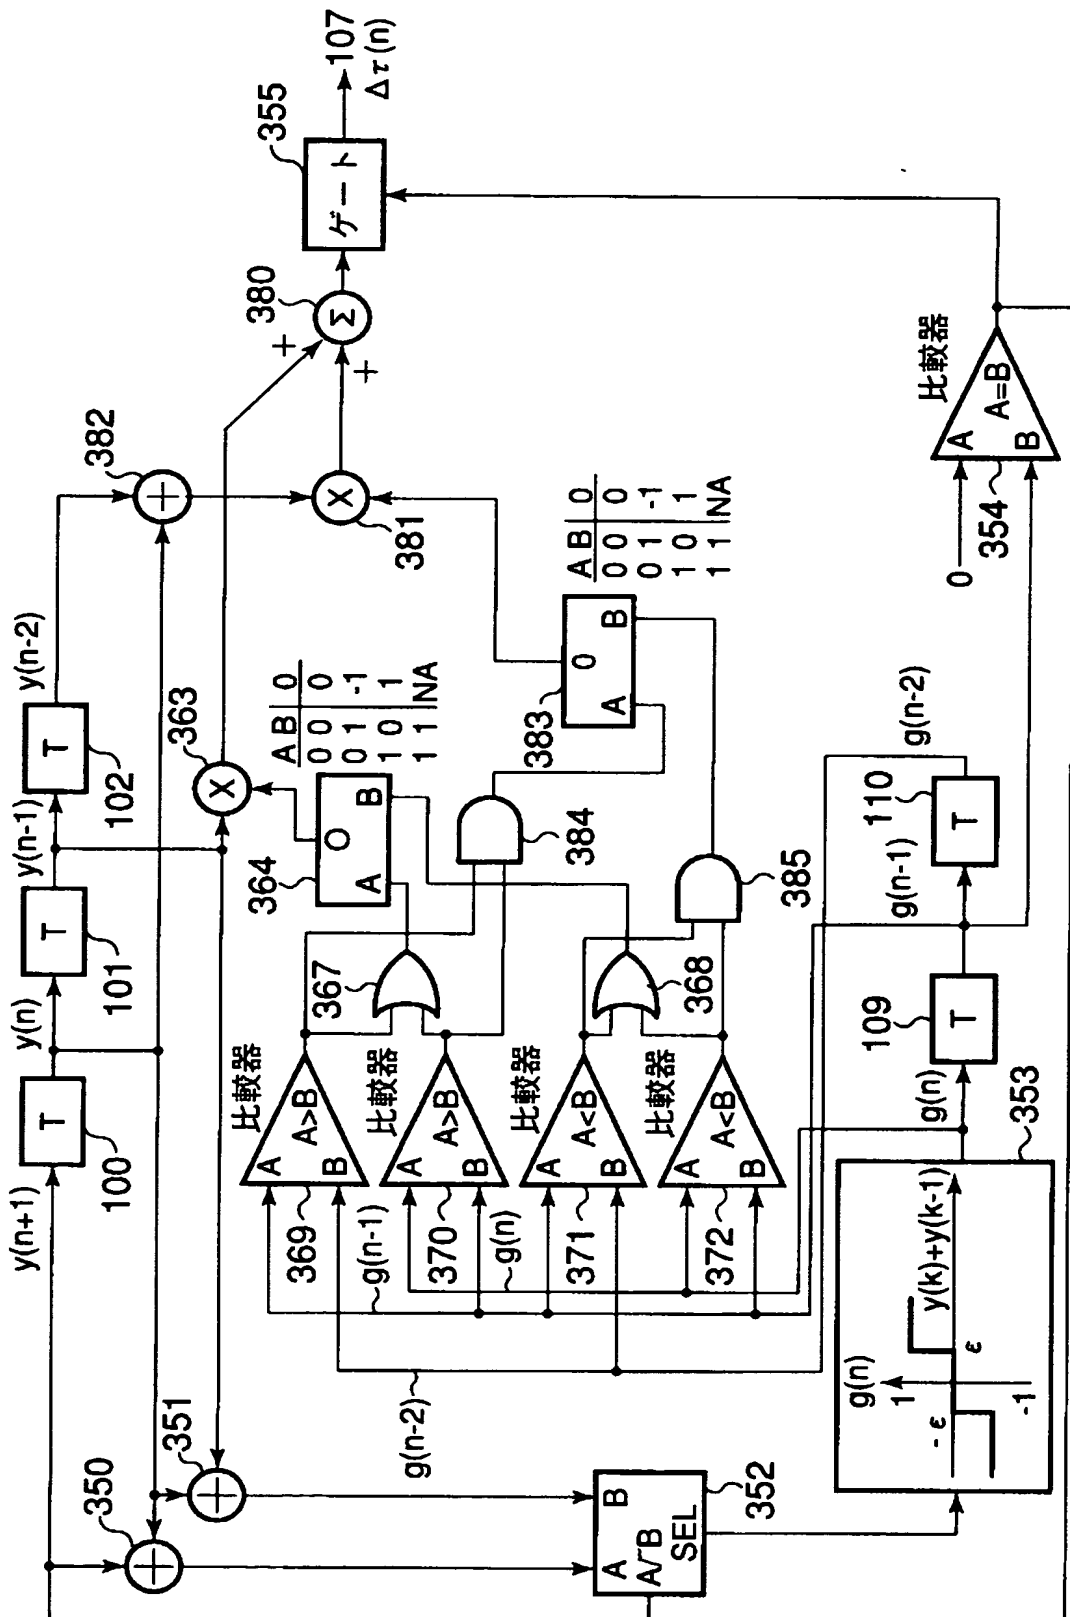 y(n+1)
T
100
y(n)
T
101
y(n-1)
T
102
y(n-2)
+
382
350
+
351
+
363
X
X
381
+
+
Σ
380
ゲート
355
107
Δτ(n)
A B 0
0 0 0
0 1 -1
1 0 1
1 1 NA
O
A B
364
A B 0
0 0 0
0 1 -1
1 0 1
1 1 NA
0
A B
383
384
385
367
368
比較器
A
B
A>B
369
比較器
A
B
A>B
370
比較器
A
B
A<B
371
比較器
A
B
A<B
372
g(n-1)
g(n)
g(n-2)
A B
A/B
SEL
352
g(n)
1
-1
-ε
ε
y(k)+y(k-1)
353
g(n)
T
109
g(n-1)
T
110
g(n-2)
0
比較器
A
B
A=B
354